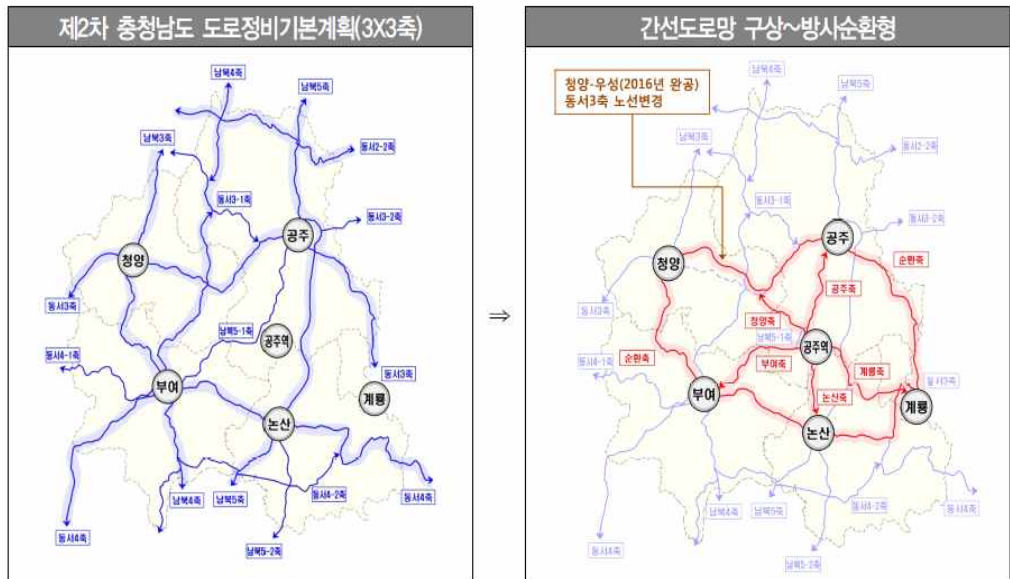 제2차 충청남도 도로정비기본계획(3X3축)
남북4축
남북5축
남북3축
동서2-2축
동서3-1축
동서3-2축
공주
청양
동서3축
남북5-1축
공주역
동서4-1축
동서3축
부여
계룡
논산
남북4축
남북5축
동서4-2축
동서4축
동서4축
남북5-2축
⇒
간선도로망 구상~방사순환형
청양-우성(2016년 완공)
동서3축 노선변경
남북4축
남북5축
남북3축
동서2-2축
동서3-1축
동서3-2축
공주
순환축
청양
공주축
동서3축
청양축
남북5-1축
공주역
순환축
동서4-1축
부여축
계룡축
동서3축
부여
논산축
계룡
논산
남북4축
남북5축
동서4-2축
동서4축
동서4축
남북5-2축